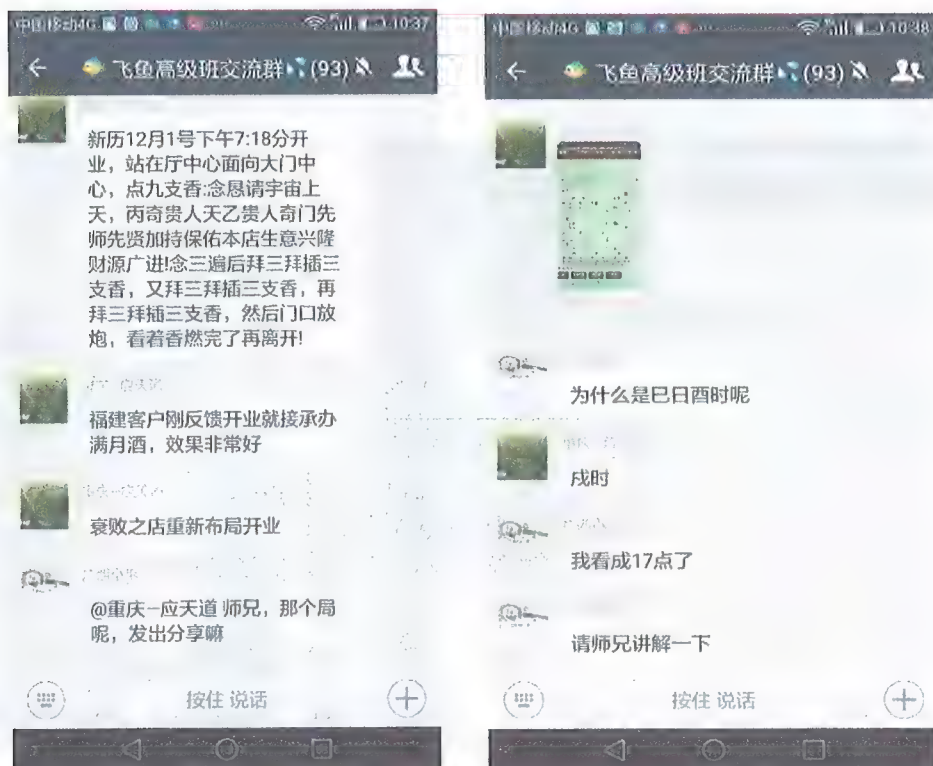 中国移动4G 10:37
飞鱼高级班交流群 (93)
新历12月1号下午7:18分开
业，站在厅中心面向大门中
心，点九支香:念恳请宇宙上
天，丙奇贵人天乙贵人奇门先
师先贤加持保佑本店生意兴隆
财源广进!念三遍后拜三拜插三
支香，又拜三拜插三支香，再
拜三拜插三支香，然后门口放
炮，看着香燃完了再离开!
福建客户刚反馈开业就接承办
满月酒，效果非常好
衰败之店重新布局开业
@重庆-应天道 师兄，那个局
呢，发出分享嘛
按住 说话
中国移动4G 10:38
飞鱼高级班交流群 (93)
为什么是巳日酉时呢
戌时
我看成17点了
请师兄讲解一下
按住 说话